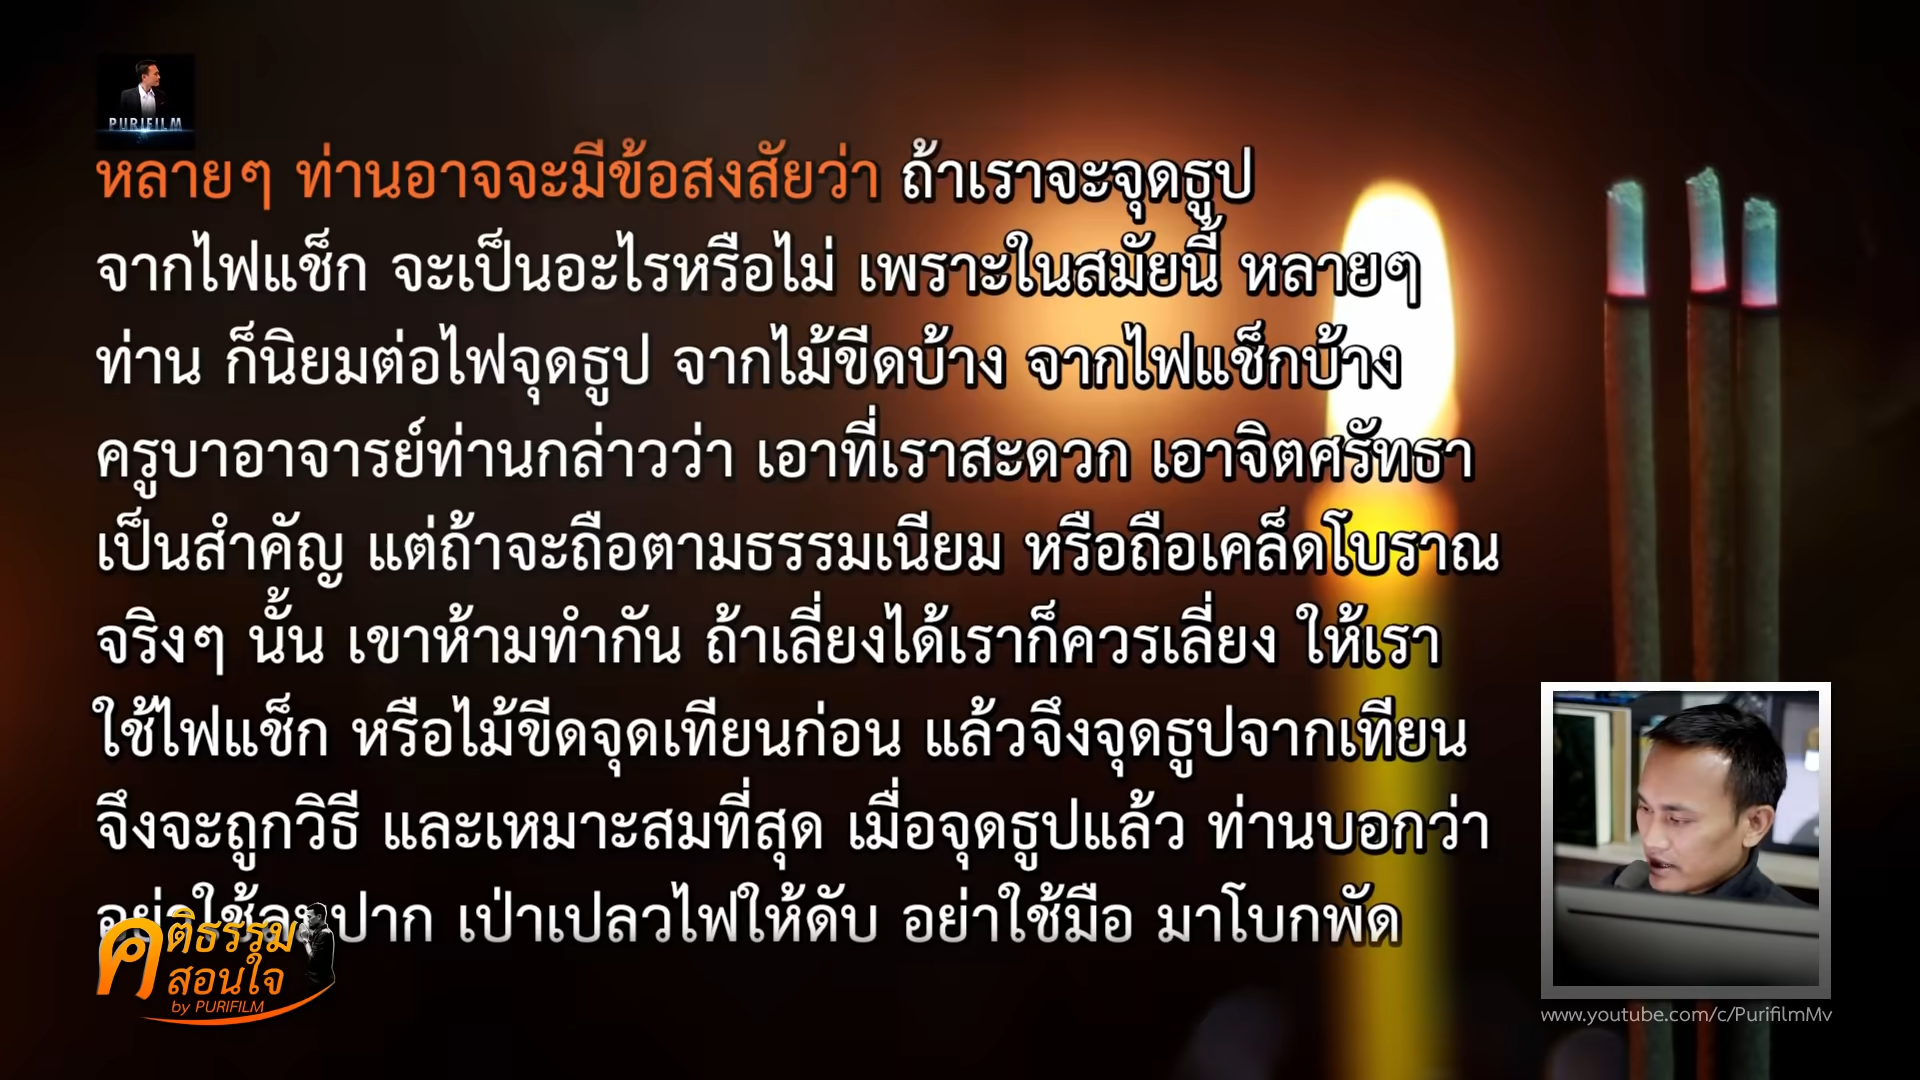 PURIFILM
หลายๆ ท่านอาจจะมีข้อสงสัยว่า ถ้าเราจะจุดธูป
จากไฟแช็ก จะเป็นอะไรหรือไม่ เพราะในสมัยนี้ หลายๆ
ท่าน ก็นิยมต่อไฟจุดธูป จากไม้ขีดบ้าง จากไฟแช็กบ้าง
ครูบาอาจารย์ท่านกล่าวว่า เอาที่เราสะดวก เอาจิตศรัทธา
เป็นสำคัญ แต่ถ้าจะถือตามธรรมเนียม หรือถือเคล็ดโบราณ
จริงๆ นั้น เขาห้ามทำกัน ถ้าเลี่ยงได้เราก็ควรเลี่ยง ให้เรา
ใช้ไฟแช็ก หรือไม้ขีดจุดเทียนก่อน แล้วจึงจุดธูปจากเทียน
จึงจะถูกวิธี และเหมาะสมที่สุด เมื่อจุดธูปแล้ว ท่านบอกว่า
อย่าใช้ลมปาก เป่าเปลวไฟให้ดับ อย่าใช้มือ มาโบกพัด
คติธรรม
สอนใจ
by PURIFILM
www.youtube.com/c/PurifilmMv